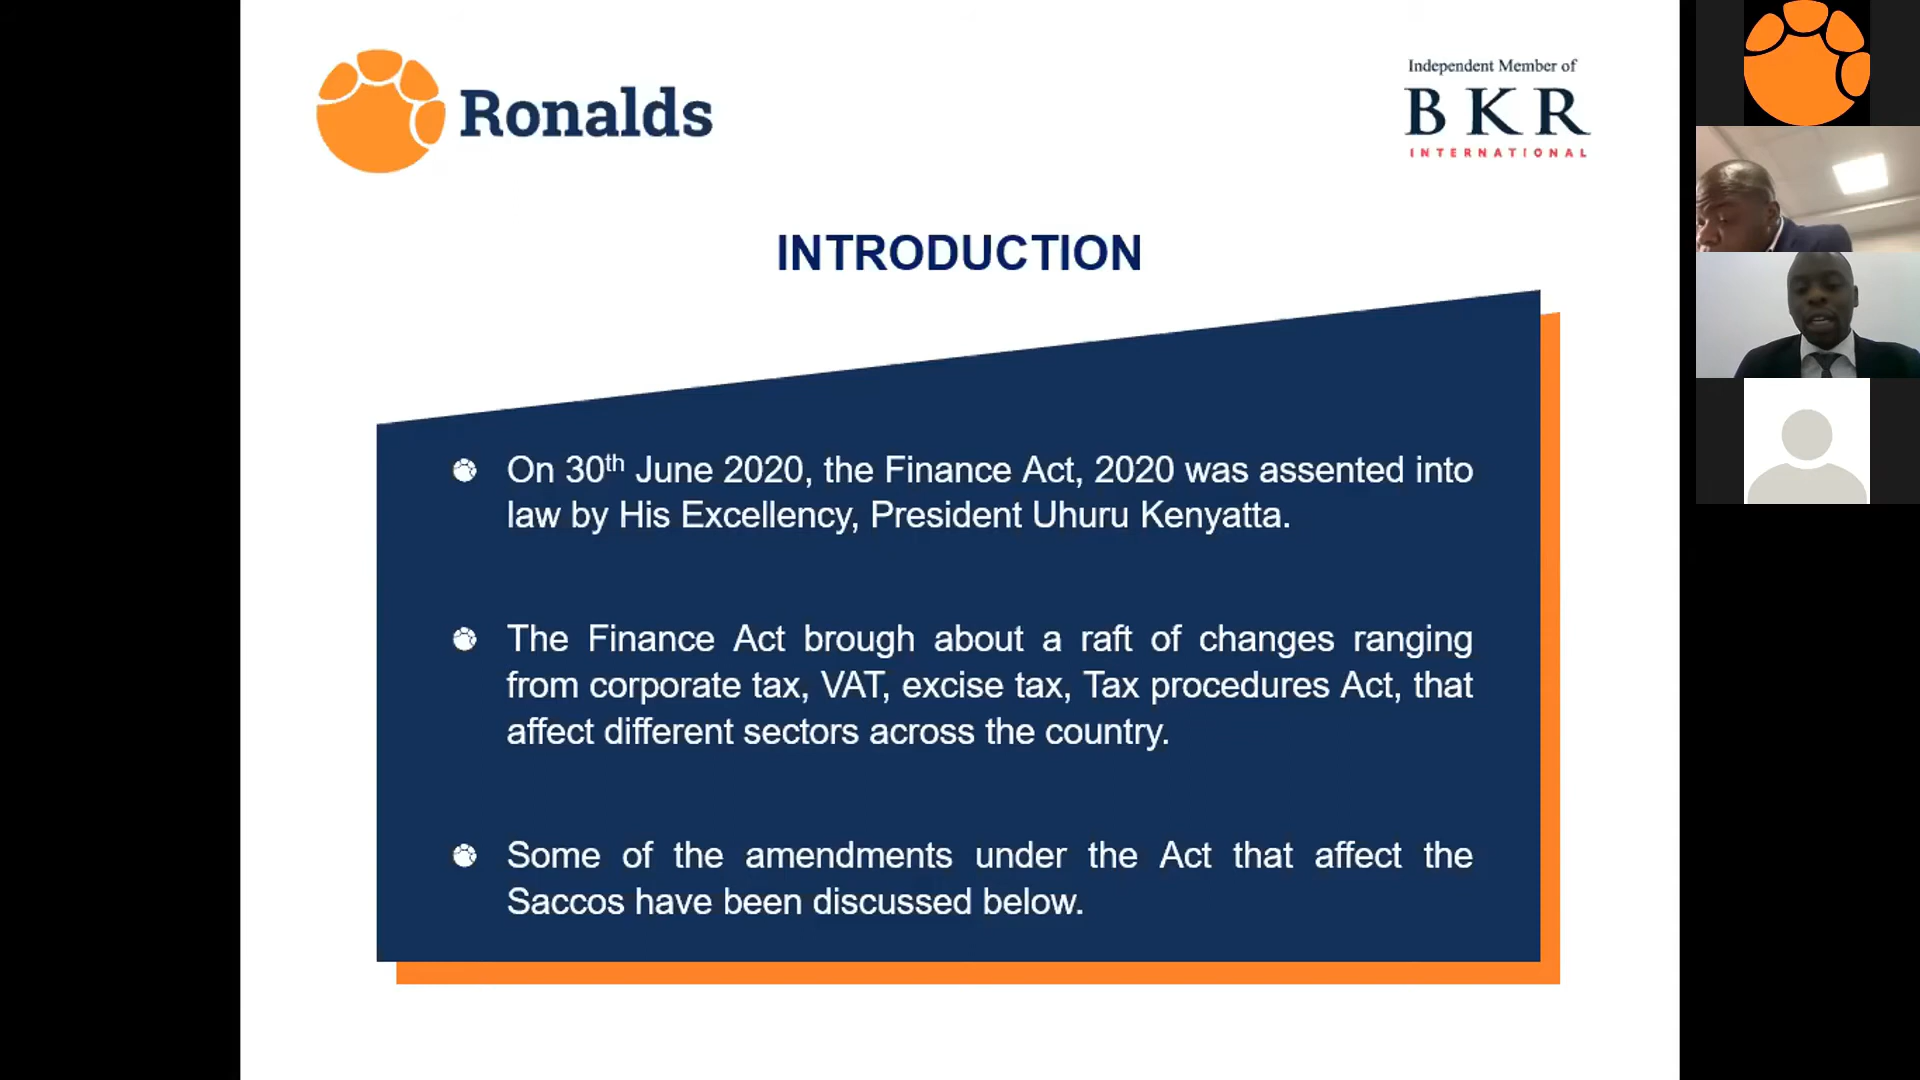 Ronalds
Independent Member of
BKR
INTERNATIONAL
INTRODUCTION
On 30th June 2020, the Finance Act, 2020 was assented into
law by His Excellency, President Uhuru Kenyatta.
The Finance Act brough about a raft of changes ranging
from corporate tax, VAT, excise tax, Tax procedures Act, that
affect different sectors across the country.
Some of the amendments under the Act that affect the
Saccos have been discussed below.